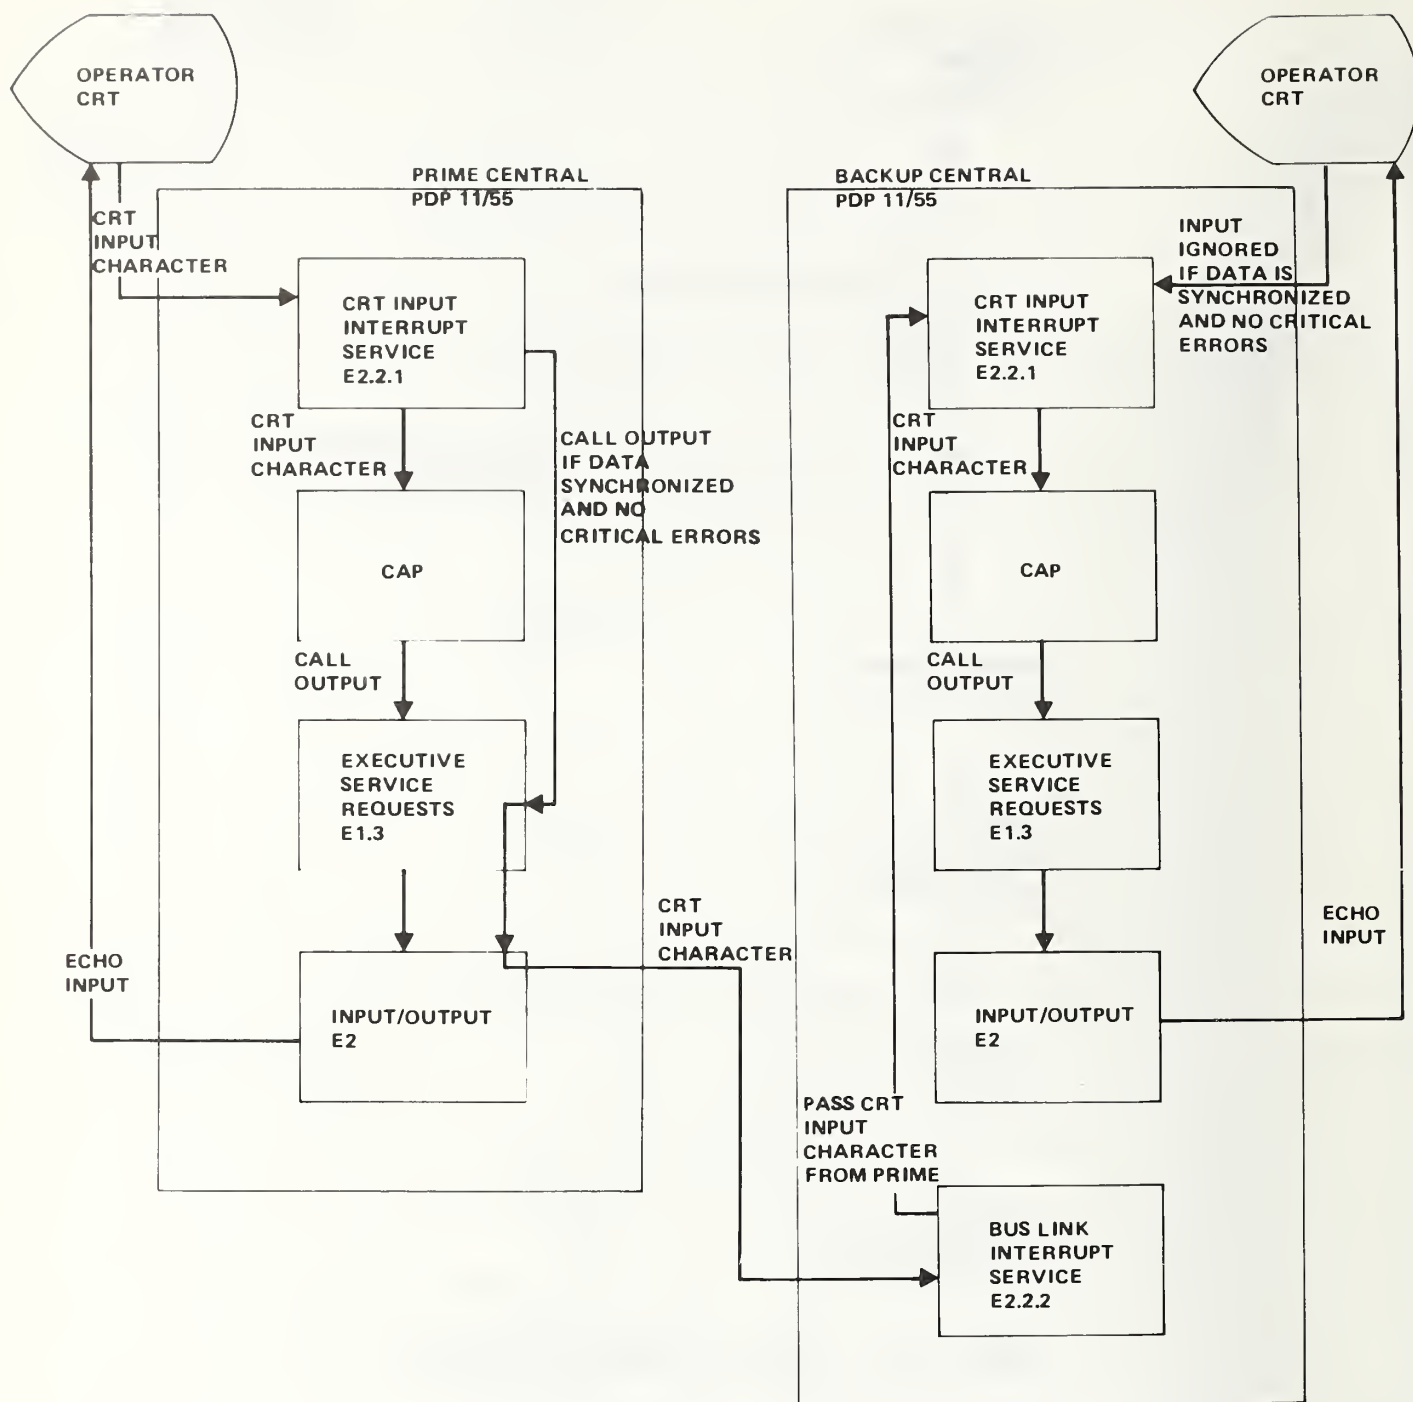 OPERATOR
CRT
OPERATOR
CRT
PRIME CENTRAL
PDP 11/55
BACKUP CENTRAL
PDP 11/55
CRT
INPUT
CHARACTER
INPUT
IGNORED
IF DATA IS
SYNCHRONIZED
AND NO CRITICAL
ERRORS
CRT INPUT
INTERRUPT
SERVICE
E2.2.1
CRT INPUT
INTERRUPT
SERVICE
E2.2.1
CRT
INPUT
CHARACTER
CALL OUTPUT
IF DATA
SYNCHRONIZED
AND NO
CRITICAL ERRORS
CRT
INPUT
CHARACTER
CAP
CAP
CALL
OUTPUT
CALL
OUTPUT
EXECUTIVE
SERVICE
REQUESTS
E1.3
EXECUTIVE
SERVICE
REQUESTS
E1.3
CRT
INPUT
CHARACTER
ECHO
INPUT
ECHO
INPUT
INPUT/OUTPUT
E2
INPUT/OUTPUT
E2
PASS CRT
INPUT
CHARACTER
FROM PRIME
BUS LINK
INTERRUPT
SERVICE
E2.2.2